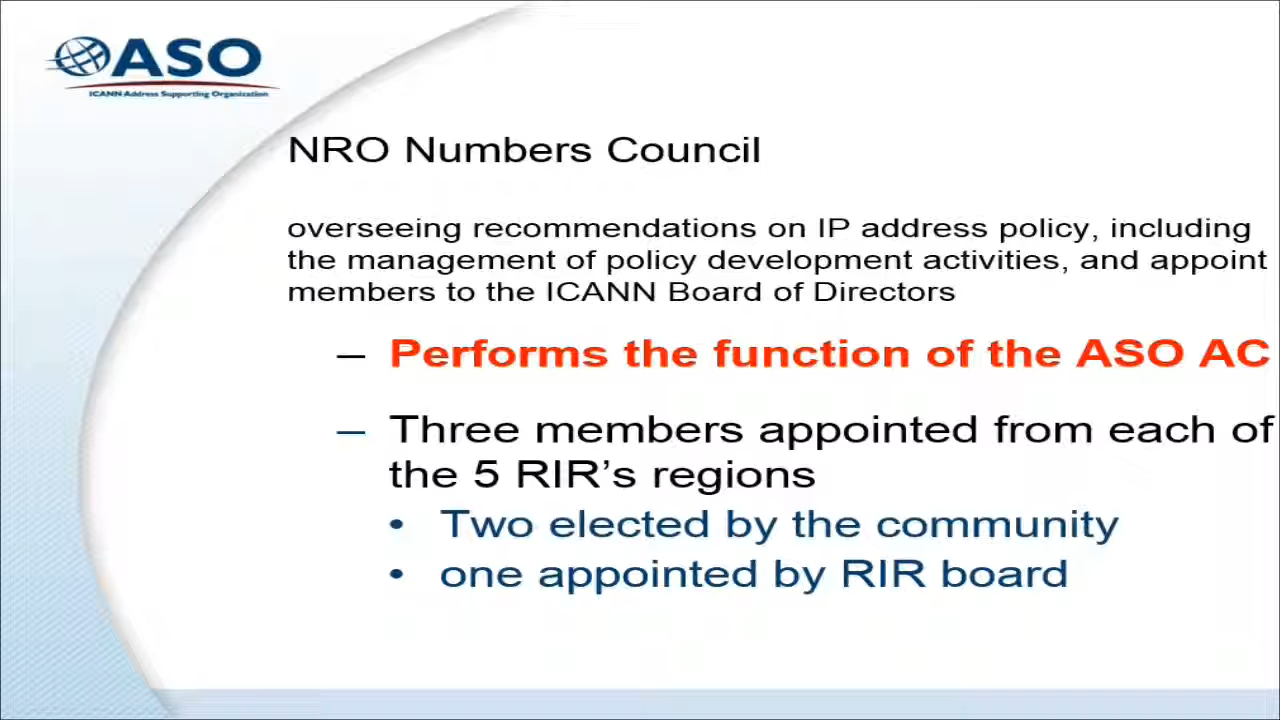 ASO
ICANN Address Supporting Organization
NRO Numbers Council
overseeing recommendations on IP address policy, including
the management of policy development activities, and appoint
members to the ICANN Board of Directors
– Performs the function of the ASO AC
– Three members appointed from each of
the 5 RIR’s regions
• Two elected by the community
• one appointed by RIR board